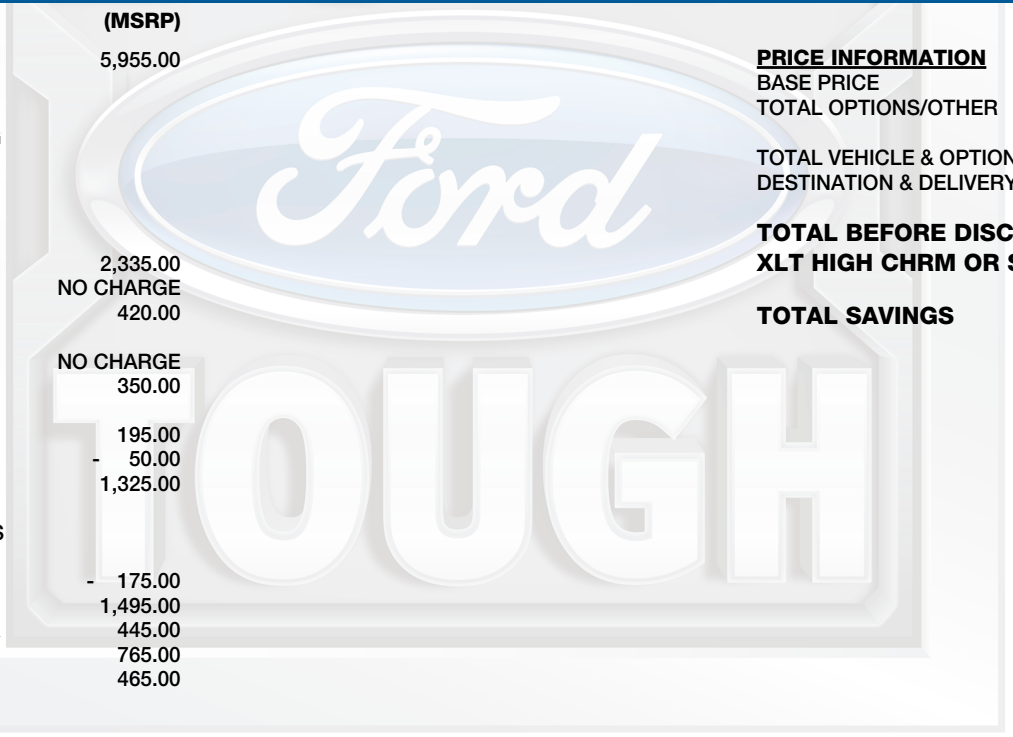 (MSRP)
5,955.00
2,335.00
NO CHARGE
420.00
NO CHARGE
350.00
195.00
- 50.00
1,325.00
S
- 175.00
1,495.00
445.00
765.00
465.00
PRICE INFORMATION
BASE PRICE
TOTAL OPTIONS/OTHER
TOTAL VEHICLE & OPTION
DESTINATION & DELIVERY
TOTAL BEFORE DISC
XLT HIGH CHRM OR S
TOTAL SAVINGS
Ford
TOUGH